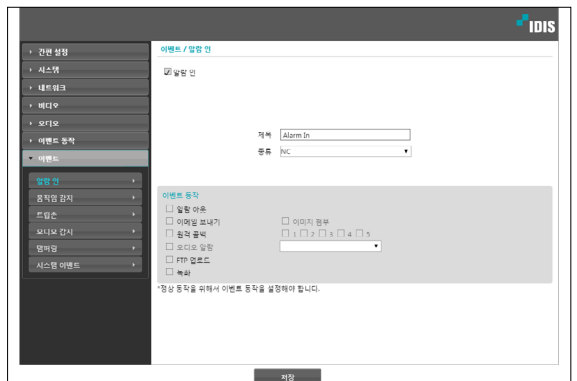 IDIS
간편 설정
시스템
네트워크
비디오
오디오
이벤트 동작
이벤트
알람 인
움직임 감지
트립존
오디오 감지
탬퍼링
시스템 이벤트
이벤트 / 알람 인
알람 인
제목 Alarm In
종류 NC
이벤트 동작
알람 아웃
이메일 보내기 이미지 첨부
원격 콜백 1 2 3 4 5
오디오 알람
FTP 업로드
녹화
*정상 동작을 위해서 이벤트 동작을 설정해야 합니다.
저장